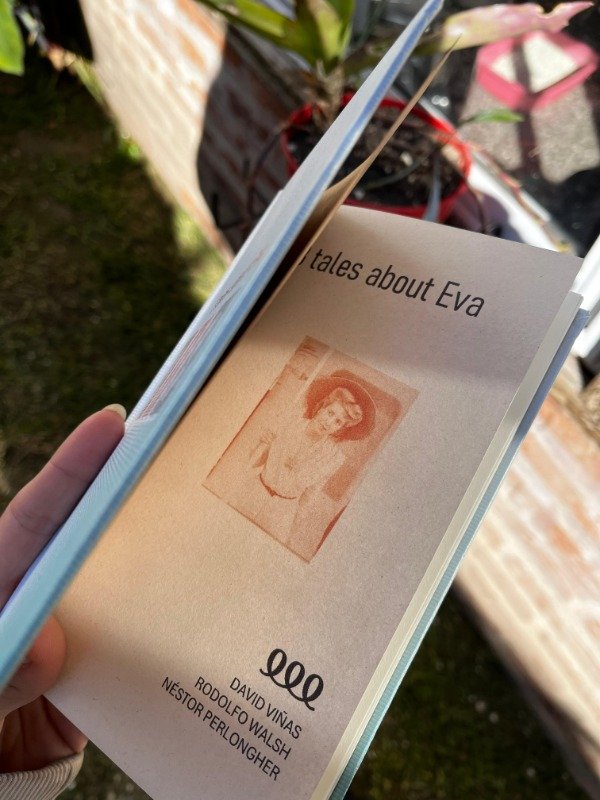 tales about Eva
DAVID VIÑAS
RODOLFO WALSH
NÉSTOR PERLONGHER